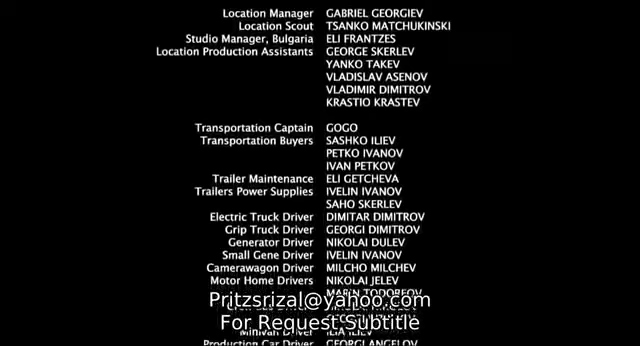 Location Manager GABRIEL GEORGIEV
Location Scout TSANKO MATCHUKINSKI
Studio Manager, Bulgaria ELI FRANTZES
Location Production Assistants GEORGE SKERLEV
YANKO TAKEV
VLADISLAV ASENOV
VLADIMIR DIMITROV
KRASTIO KRASTEV
Transportation Captain GOGO
Transportation Buyers SASHKO ILIEV
PETKO IVANOV
IVAN PETKOV
Trailer Maintenance ELI GETCHEVA
Trailers Power Supplies IVELIN IVANOV
SAHO SKERLEV
Electric Truck Driver DIMITAR DIMITROV
Grip Truck Driver GEORGI DIMITROV
Generator Driver NIKOLAI DULEV
Small Gene Driver IVELIN IVANOV
Camerawagon Driver MILCHO MILCHEV
Motor Home Drivers NIKOLAI JELEV
MARIN TODOREOV
Pritzsrizal@yahoo.com
For Request Subtitle
Minivan Driver ILIA ILIEV
Production Car Driver GEORGI ANGELOV